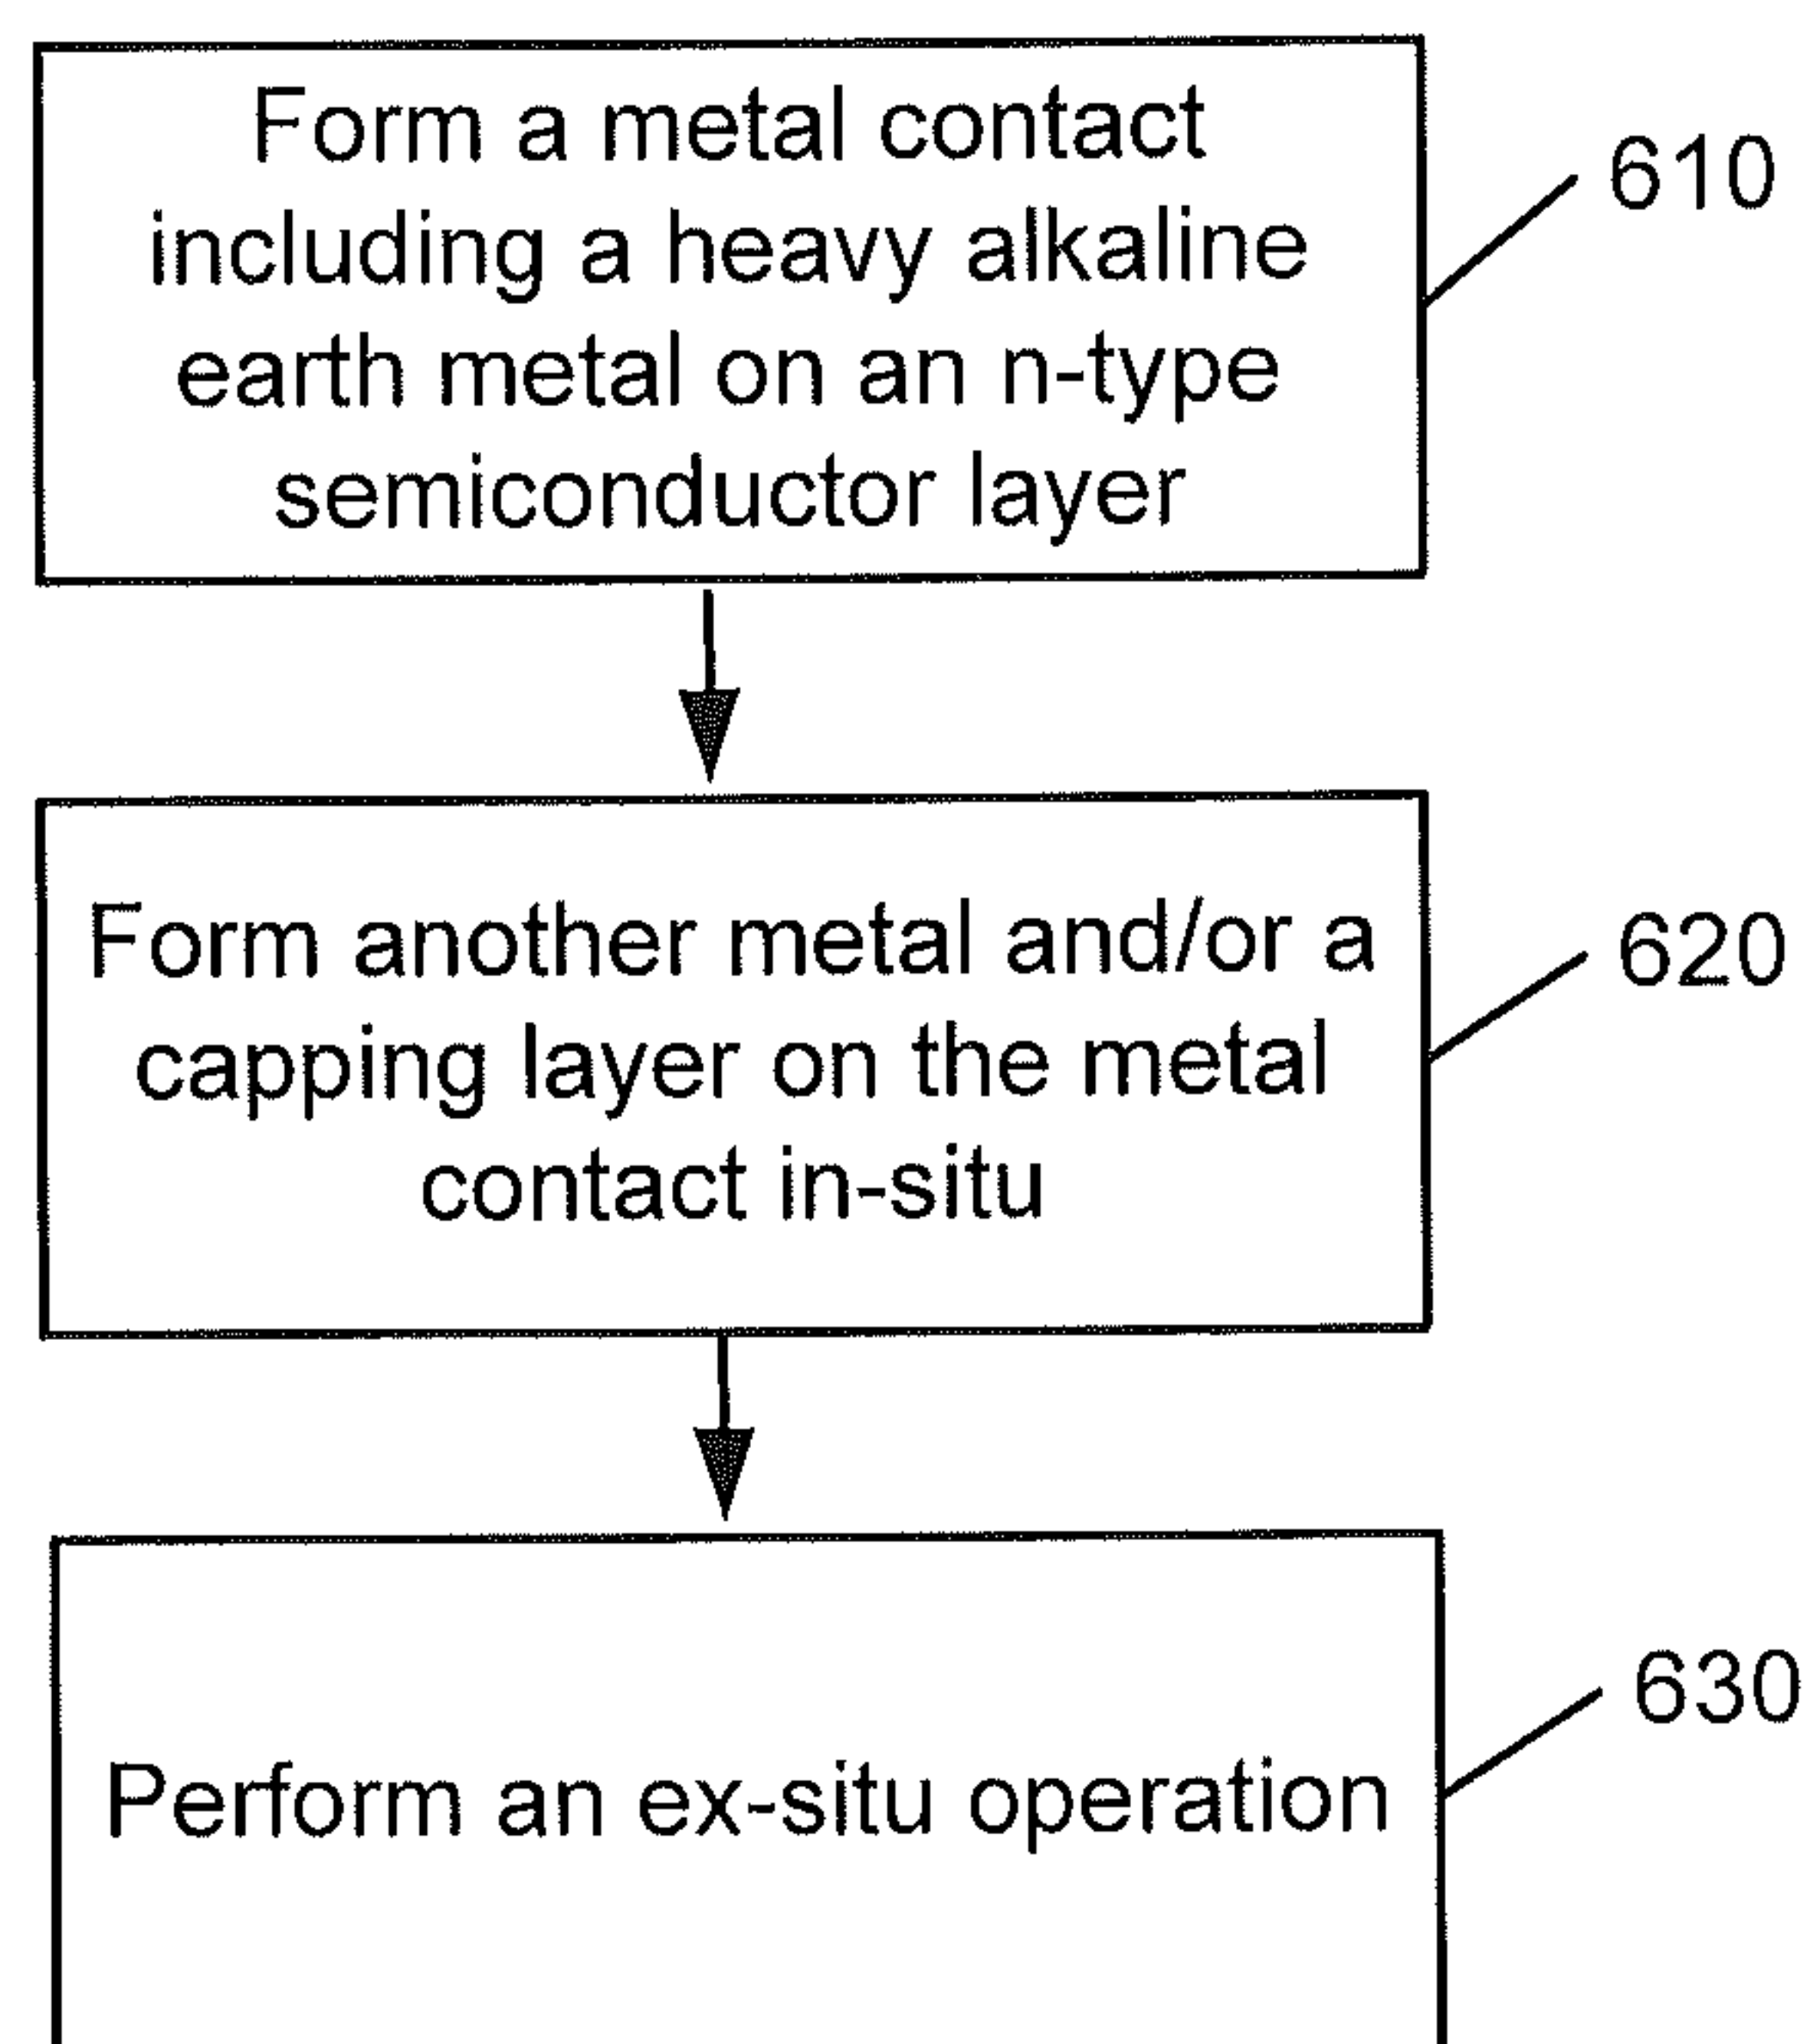 Form a metal contact
including a heavy alkaline
earth metal on an n-type
semiconductor layer
610
Form another metal and/or a
capping layer on the metal
contact in-situ
620
Perform an ex-situ operation
630